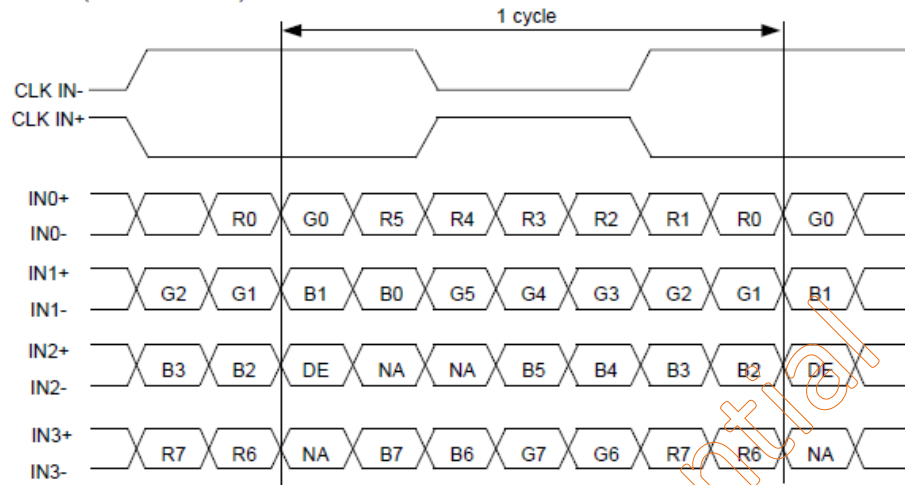 1 cycle
CLK IN-
CLK IN+
IN0+
R0 G0 R5 R4 R3 R2 R1 R0 G0
IN0-
IN1+
G2 G1 B1 B0 G5 G4 G3 G2 G1 B1
IN1-
IN2+
B3 B2 DE NA NA B5 B4 B3 B2 DE
IN2-
IN3+
R7 R6 NA B7 B6 G7 G6 R7 R6 NA
IN3-
ntial